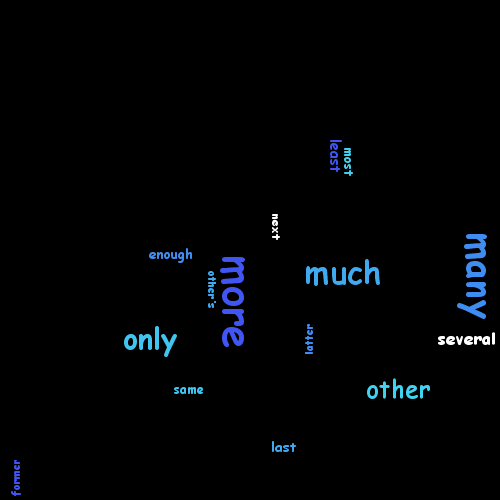 least
most
next
many
enough
more
much
other's
latter
only
several
same
other
last
former